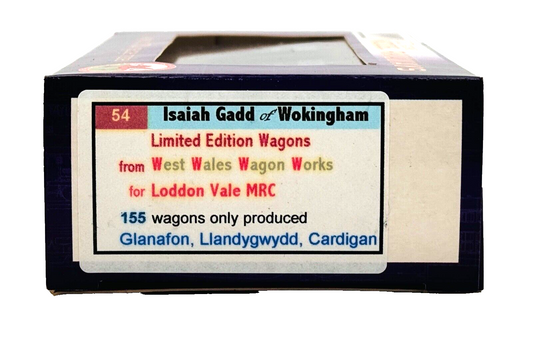 54 Isaiah Gadd of Wokingham
Limited Edition Wagons
from West Wales Wagon Works
for Loddon Vale MRC
155 wagons only produced
Glanafon, Llandygwydd, Cardigan